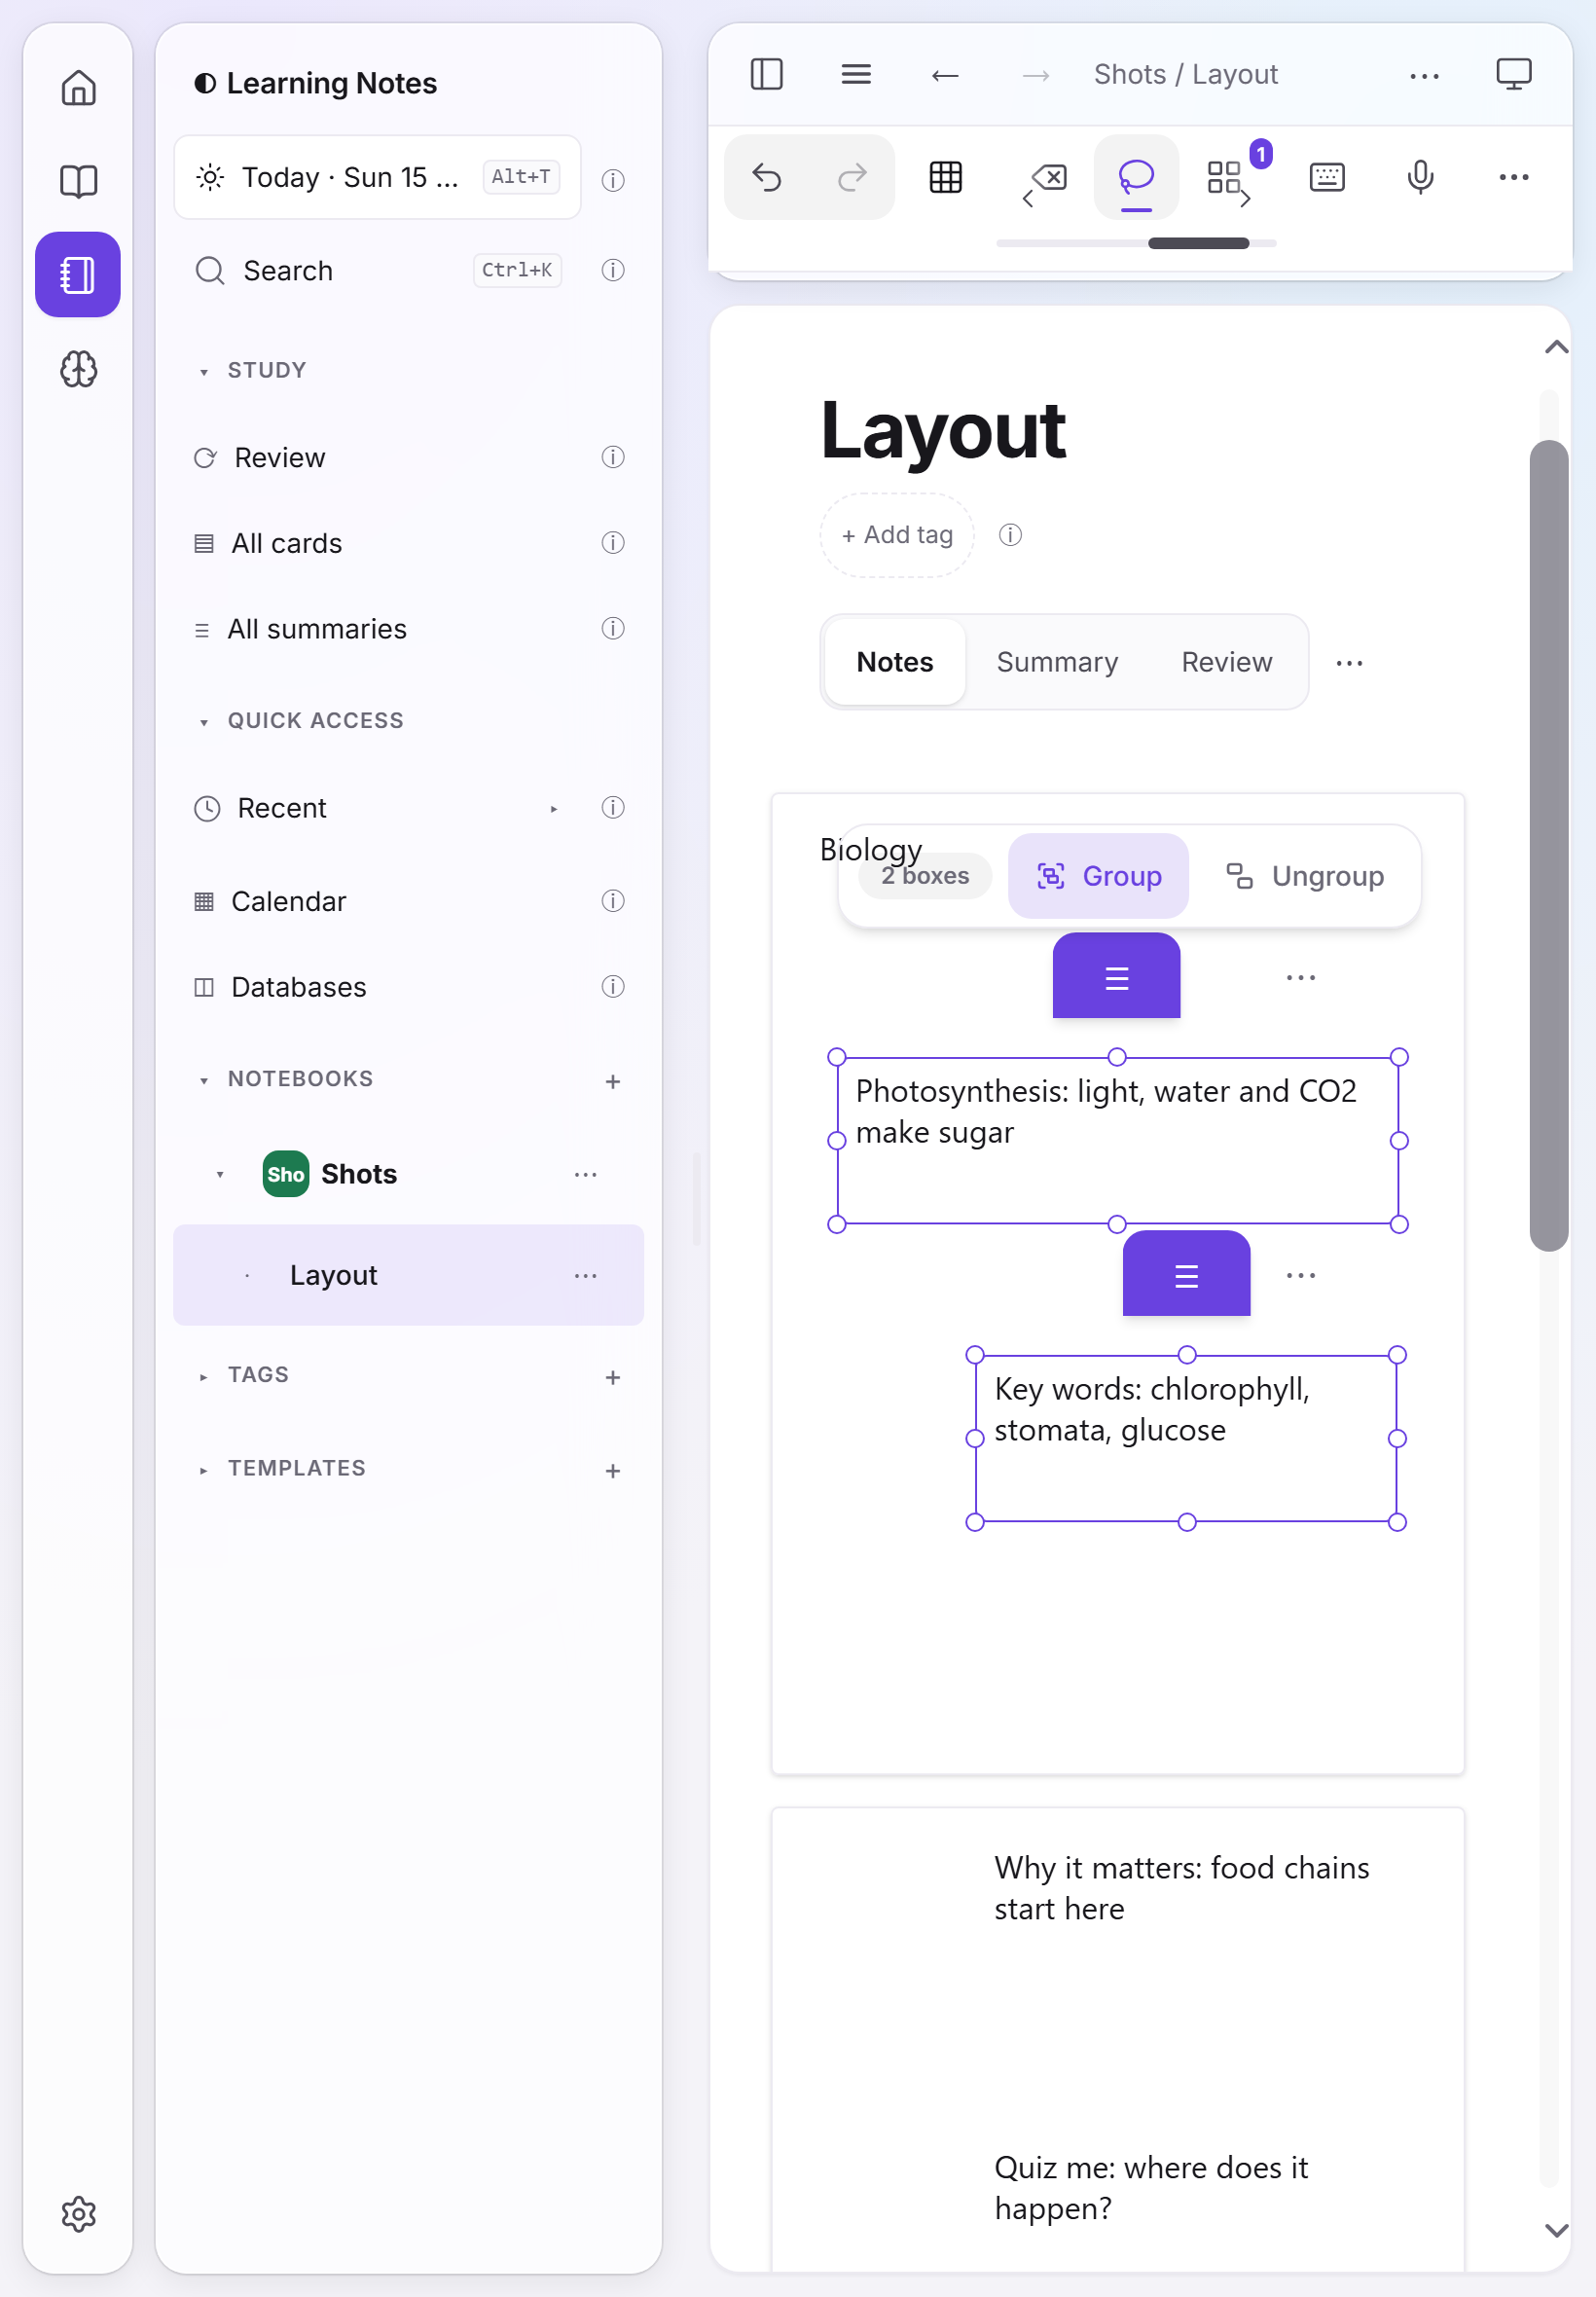 Learning Notes
Today · Sun 15 ... Alt+T
Search Ctrl+K
STUDY
Review
All cards
All summaries
QUICK ACCESS
Recent
Calendar
Databases
NOTEBOOKS
Sho Shots
Layout
TAGS
TEMPLATES
Shots / Layout
1
Layout
+ Add tag
Notes Summary Review
Biology
2 boxes Group Ungroup
Photosynthesis: light, water and CO2
make sugar
Key words: chlorophyll,
stomata, glucose
Why it matters: food chains
start here
Quiz me: where does it
happen?